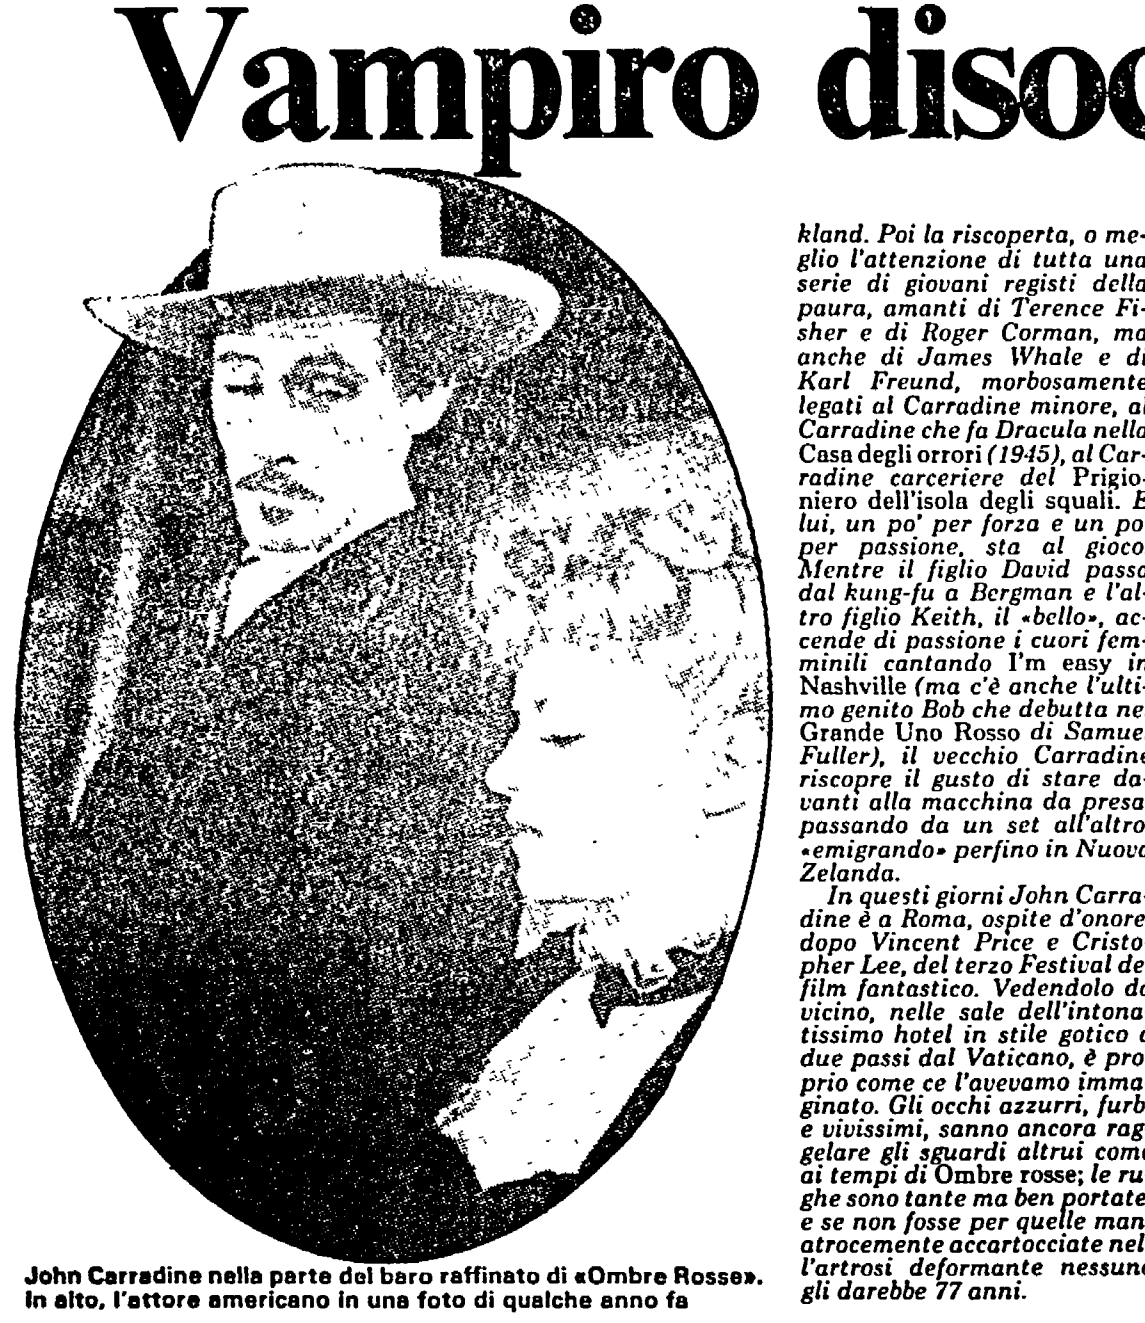 Vampiro disoc
kland. Poi la riscoperta, o me-
glio l'attenzione di tutta una
serie di giovani registi della
paura, amanti di Terence Fi-
sher e di Roger Corman, ma
anche di James Whale e di
Karl Freund, morbosamente
legati al Carradine minore, al
Carradine che fa Dracula nella
Casa degli orrori (1945), al Car-
radine carceriere del Prigio-
niero dell'isola degli squali. E
lui, un po' per forza e un po'
per passione, sta al gioco
Mentre il figlio David passa
dal kung-fu a Bergman e l'al-
tro figlio Keith, il «bello», ac-
cende di passione i cuori fem-
minili cantando I'm easy in
Nashville (ma c'è anche l'ulti-
mo genito Bob che debutta ne
Grande Uno Rosso di Samue
Fuller), il vecchio Carradine
riscopre il gusto di stare da-
vanti alla macchina da presa
passando da un set all'altro
«emigrando» perfino in Nuova
Zelanda.
In questi giorni John Carra-
dine è a Roma, ospite d'onore
dopo Vincent Price e Cristo
pher Lee, del terzo Festival de
film fantastico. Vedendolo da
vicino, nelle sale dell'intona
tissimo hotel in stile gotico a
due passi dal Vaticano, è pro
prio come ce l'avevamo imma
ginato. Gli occhi azzurri, furb
e vivissimi, sanno ancora rag
gelare gli sguardi altrui come
ai tempi di Ombre rosse; le ru
ghe sono tante ma ben portate
e se non fosse per quelle man
atrocemente accartocciate nel
l'artrosi deformante nessuno
gli darebbe 77 anni.
John Carradine nella parte del baro raffinato di «Ombre Rosse».
In alto, l'attore americano in una foto di qualche anno fa